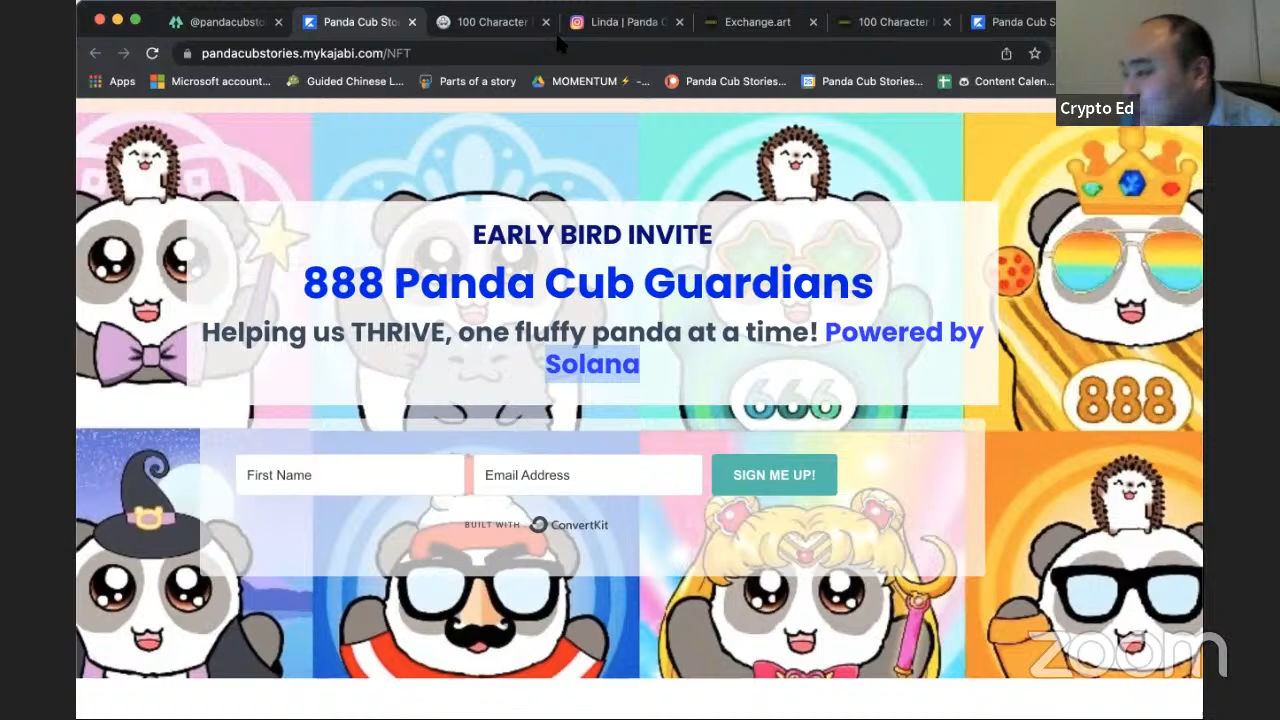 @pandacubsto
Panda Cub Sto
100 Character
Linda | Panda C
Exchange.art
100 Character
Panda Cub S
pandacubstories.mykajabi.com/NFT
Apps
Microsoft account...
Guided Chinese L...
Parts of a story
MOMENTUM ⚡ -...
Panda Cub Stories...
Panda Cub Stories...
Content Calen...
Crypto Ed
EARLY BIRD INVITE
888 Panda Cub Guardians
Helping us THRIVE, one fluffy panda at a time! Powered by
Solana
666
888
First Name
Email Address
SIGN ME UP!
BUILT WITH ConvertKit
zoom